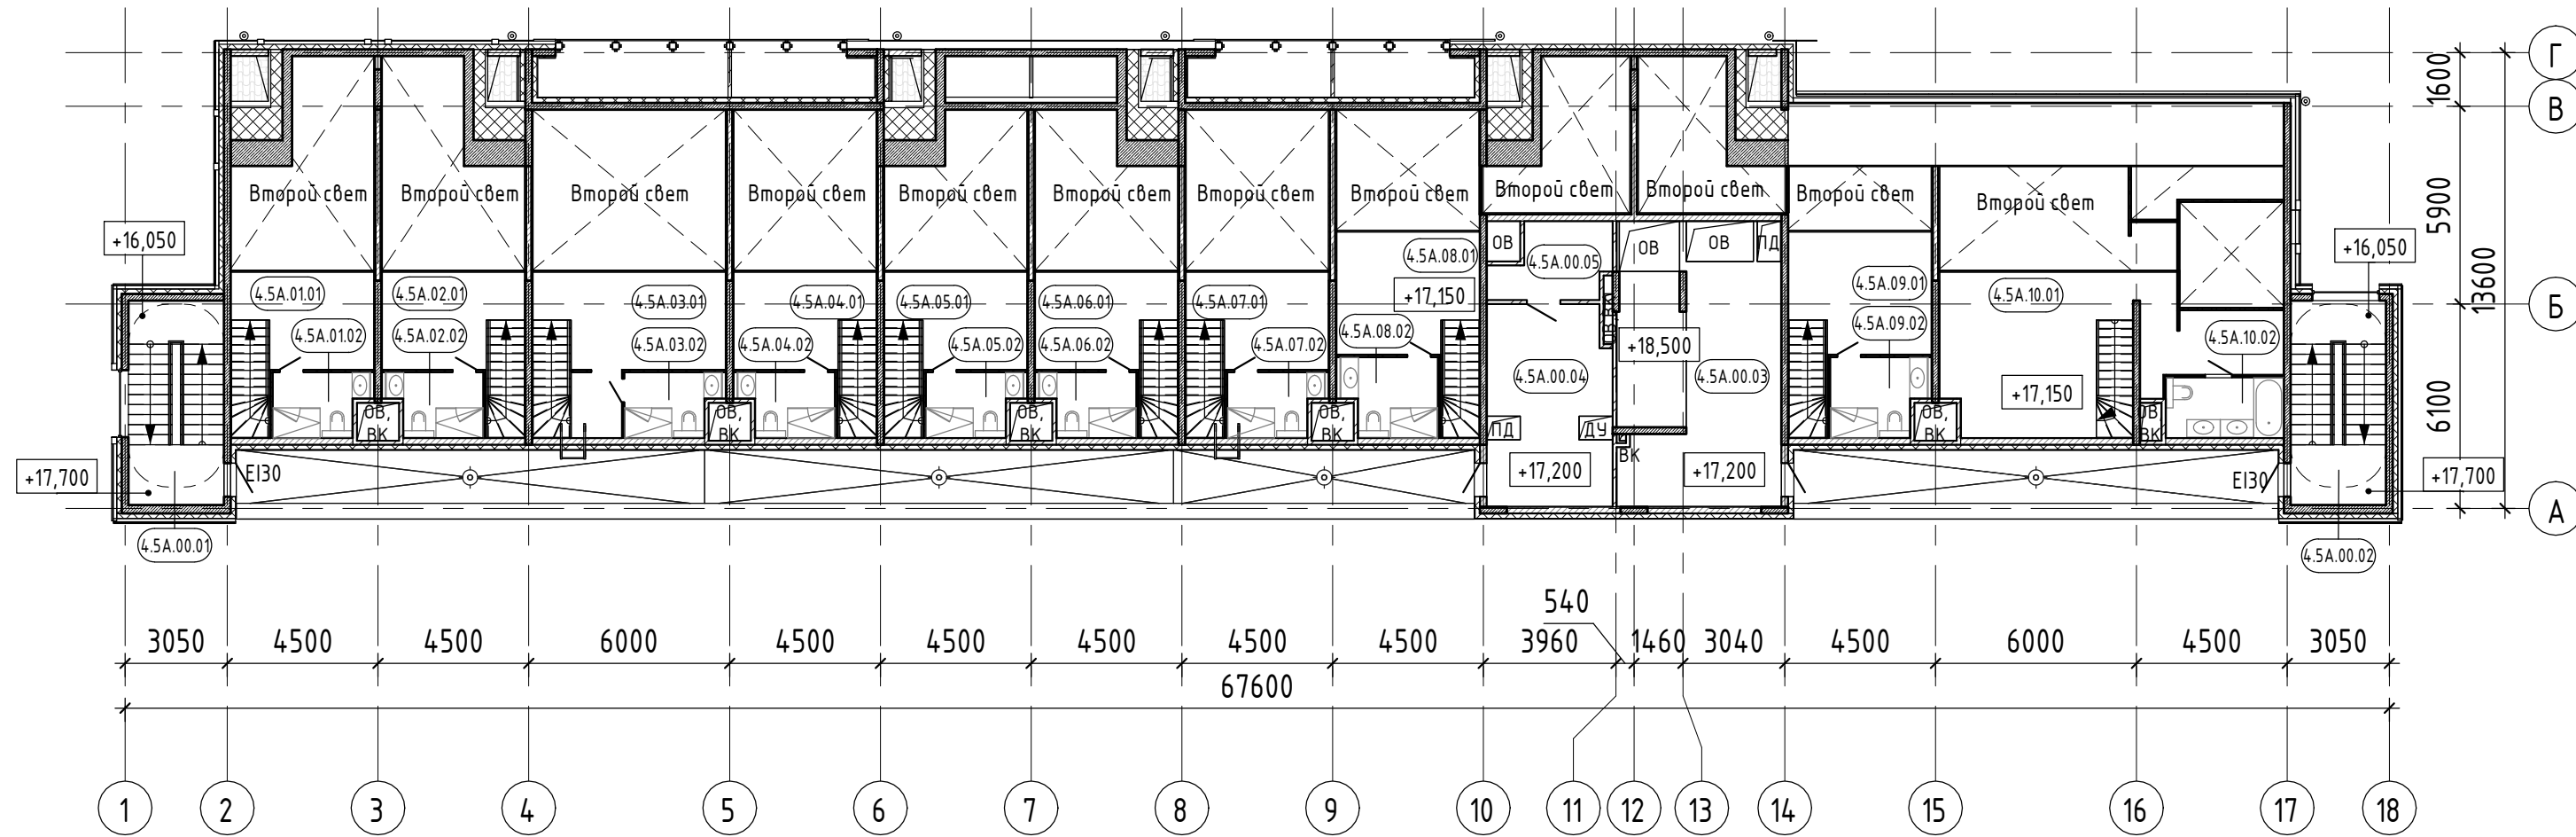 Г
1600
В
Второй свет Второй свет Второй свет Второй свет Второй свет Второй свет Второй свет Второй свет Второй свет Второй свет Второй свет Второй свет
5900
13600
+16,050
+16,050
ОВ
ОВ
ОВ
ПД
4.5А.08.01
4.5А.00.05
+17,150
4.5А.01.01
4.5А.02.01
4.5А.03.01
4.5А.04.01
4.5А.05.01
4.5А.06.01
4.5А.07.01
4.5А.09.01
4.5А.10.01
Б
4.5А.01.02
4.5А.02.02
4.5А.03.02
4.5А.04.02
4.5А.05.02
4.5А.06.02
4.5А.07.02
4.5А.08.02
+18,500
4.5А.09.02
4.5А.10.02
4.5А.00.04
4.5А.00.03
+17,150
6100
ОВ, ВК
ОВ, ВК
ОВ, ВК
ОВ, ВК
ПД
ДУ
ВК
ОВ, ВК
ОВ ВК
+17,700
EI30
+17,200
+17,200
EI30
+17,700
А
4.5А.00.01
4.5А.00.02
540
3050 4500 4500 6000 4500 4500 4500 4500 4500 3960 1460 3040 4500 6000 4500 3050
67600
1 2 3 4 5 6 7 8 9 10 11 12 13 14 15 16 17 18